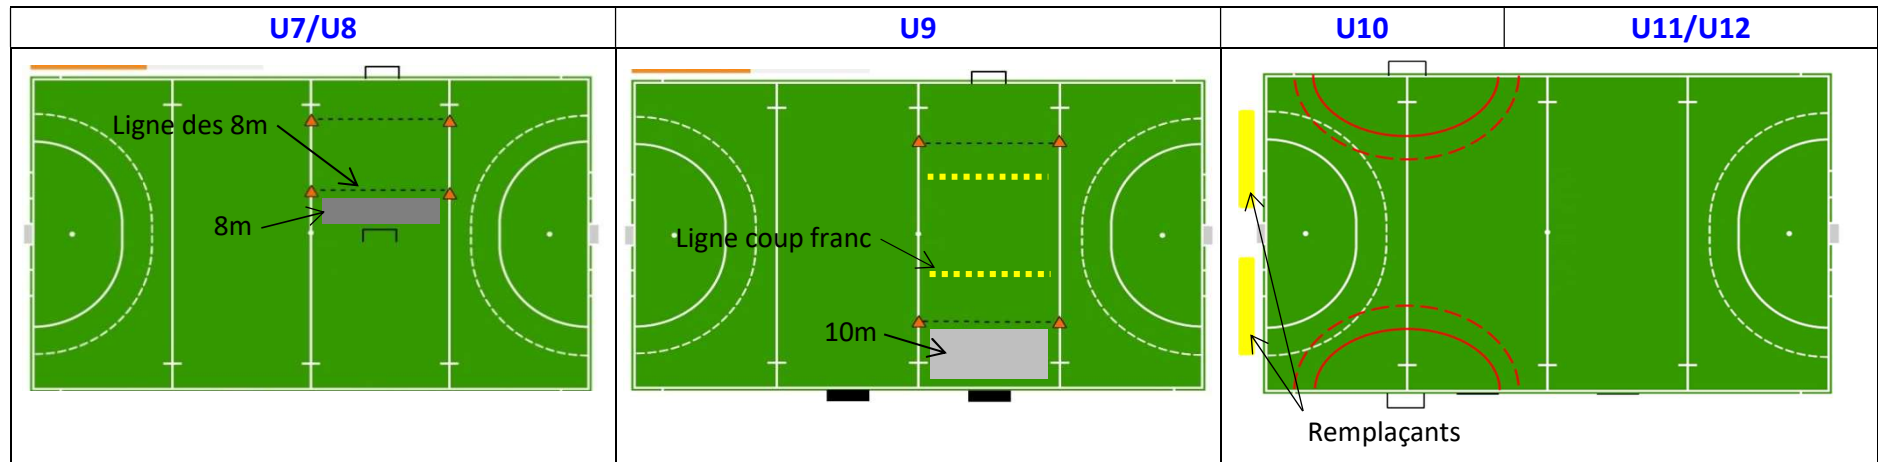 U7/U8
U9
U10
U11/U12
Ligne des 8m
8m
Ligne coup franc
10m
Remplaçants